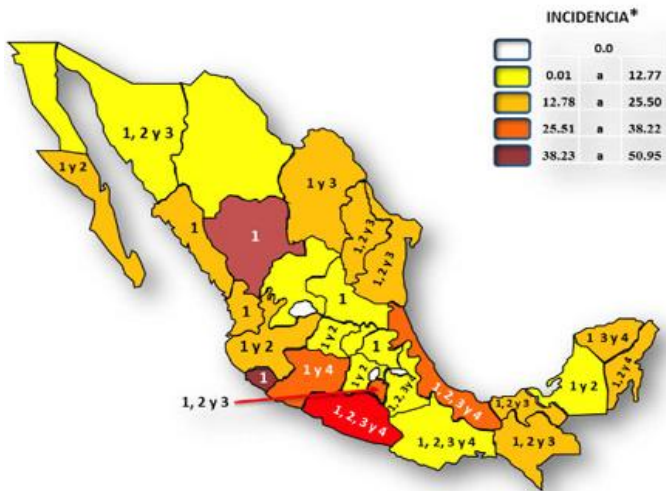 INCIDENCIA*
0.0
0.01 a 12.77
12.78 a 25.50
25.51 a 38.22
38.23 a 50.95
1, 2 y 3
1 y 2
1 y 3
1
1
1, 2 y 3
1, 2 y 3
1
1
1 y 2
1 y 2
1
1 3 y 4
1, 2 y 4
1 y 2
1
1 y 4
1 y 2
1, 2, 3 y 4
1, 2, 3 y 4
1, 2 y 3
1, 2 y 3
1, 2, 3 y 4
1, 2, 3 y 4
1, 2 y 3